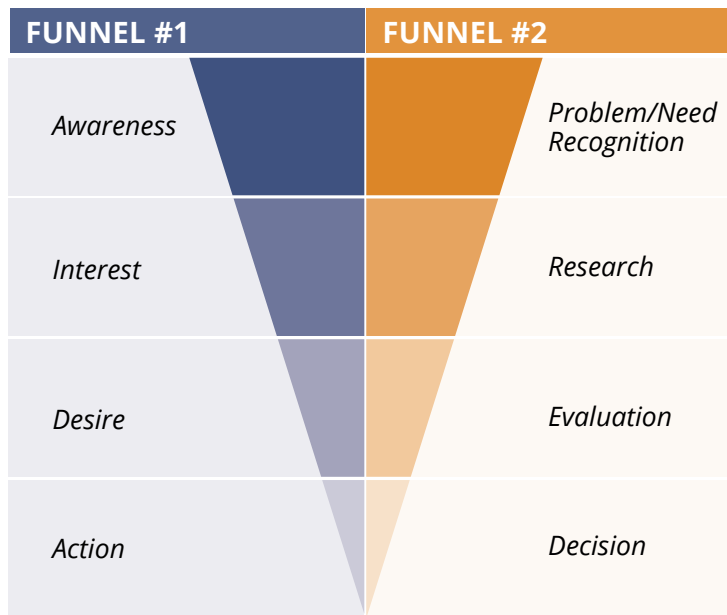 FUNNEL #1
FUNNEL #2
Awareness
Problem/Need
Recognition
Interest
Research
Desire
Evaluation
Action
Decision